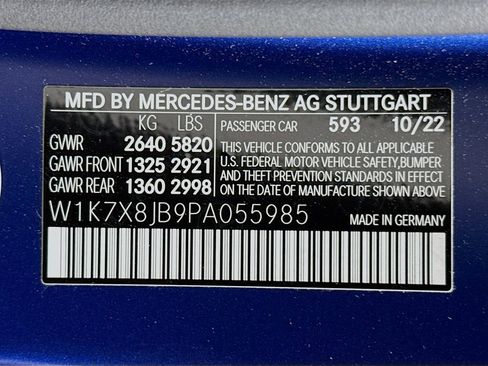 MFD BY MERCEDES-BENZ AG STUTTGART
KG LBS PASSENGER CAR 593 10/22
GVWR 2640 5820
GAWR FRONT 1325 2921
GAWR REAR 1360 2998
THIS VEHICLE CONFORMS TO ALL APPLICABLE
U.S. FEDERAL MOTOR VEHICLE SAFETY,BUMPER
AND THEFT PREVENTION STANDARDS IN EFFECT
ON THE DATE OF MANUFACTURE SHOWN ABOVE.
W1K7X8JB9PA055985 MADE IN GERMANY